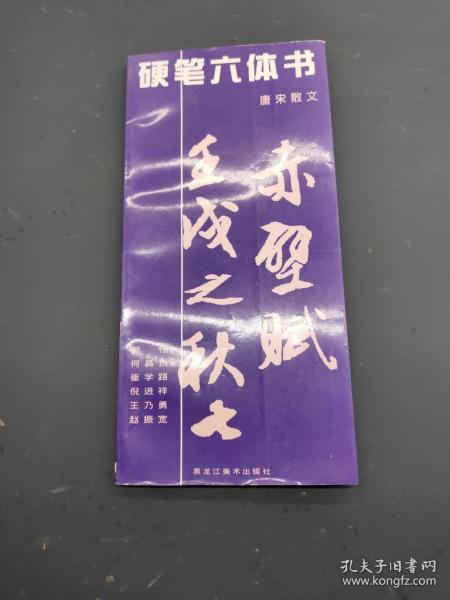 硬笔六体书
唐宋散文
赤壁赋
壬戌之秋七
何昌贵
崔学路
倪进祥
王乃勇
赵振宽
黑龙江美术出版社
孔夫子旧书网
www.kongfz.com